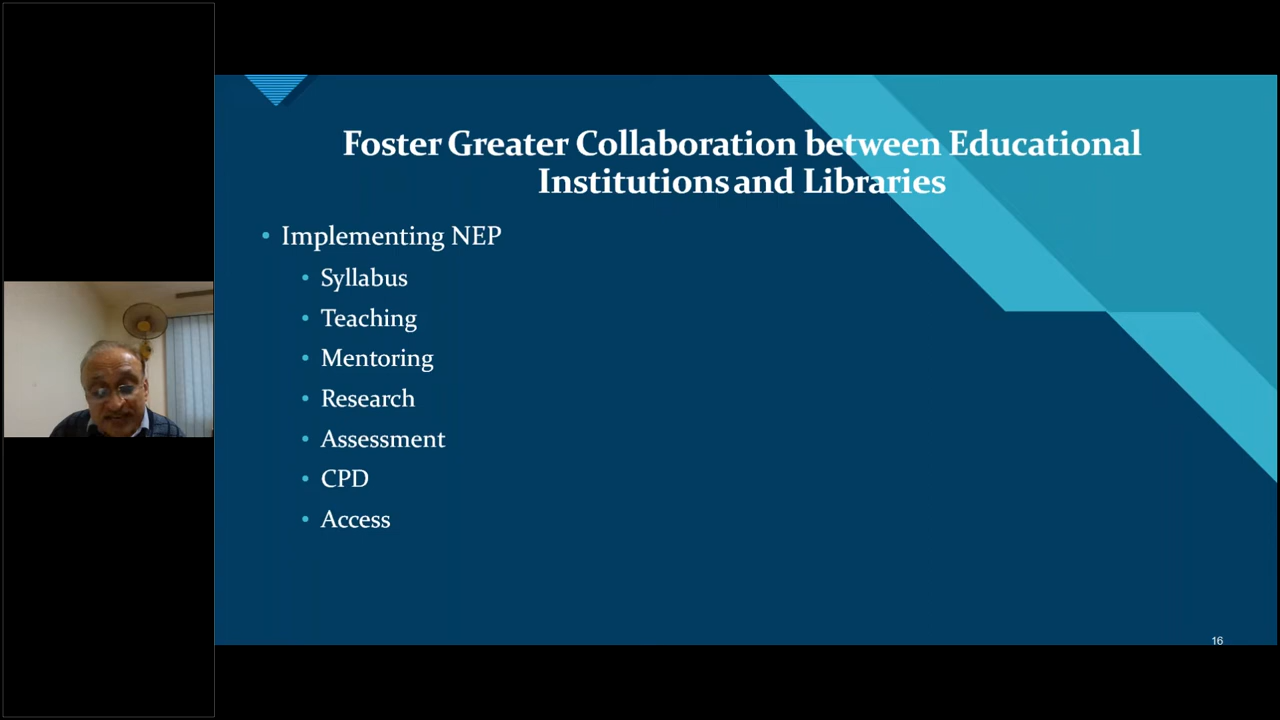 Foster Greater Collaboration between Educational
Institutions and Libraries
• Implementing NEP
• Syllabus
• Teaching
• Mentoring
• Research
• Assessment
• CPD
• Access
16